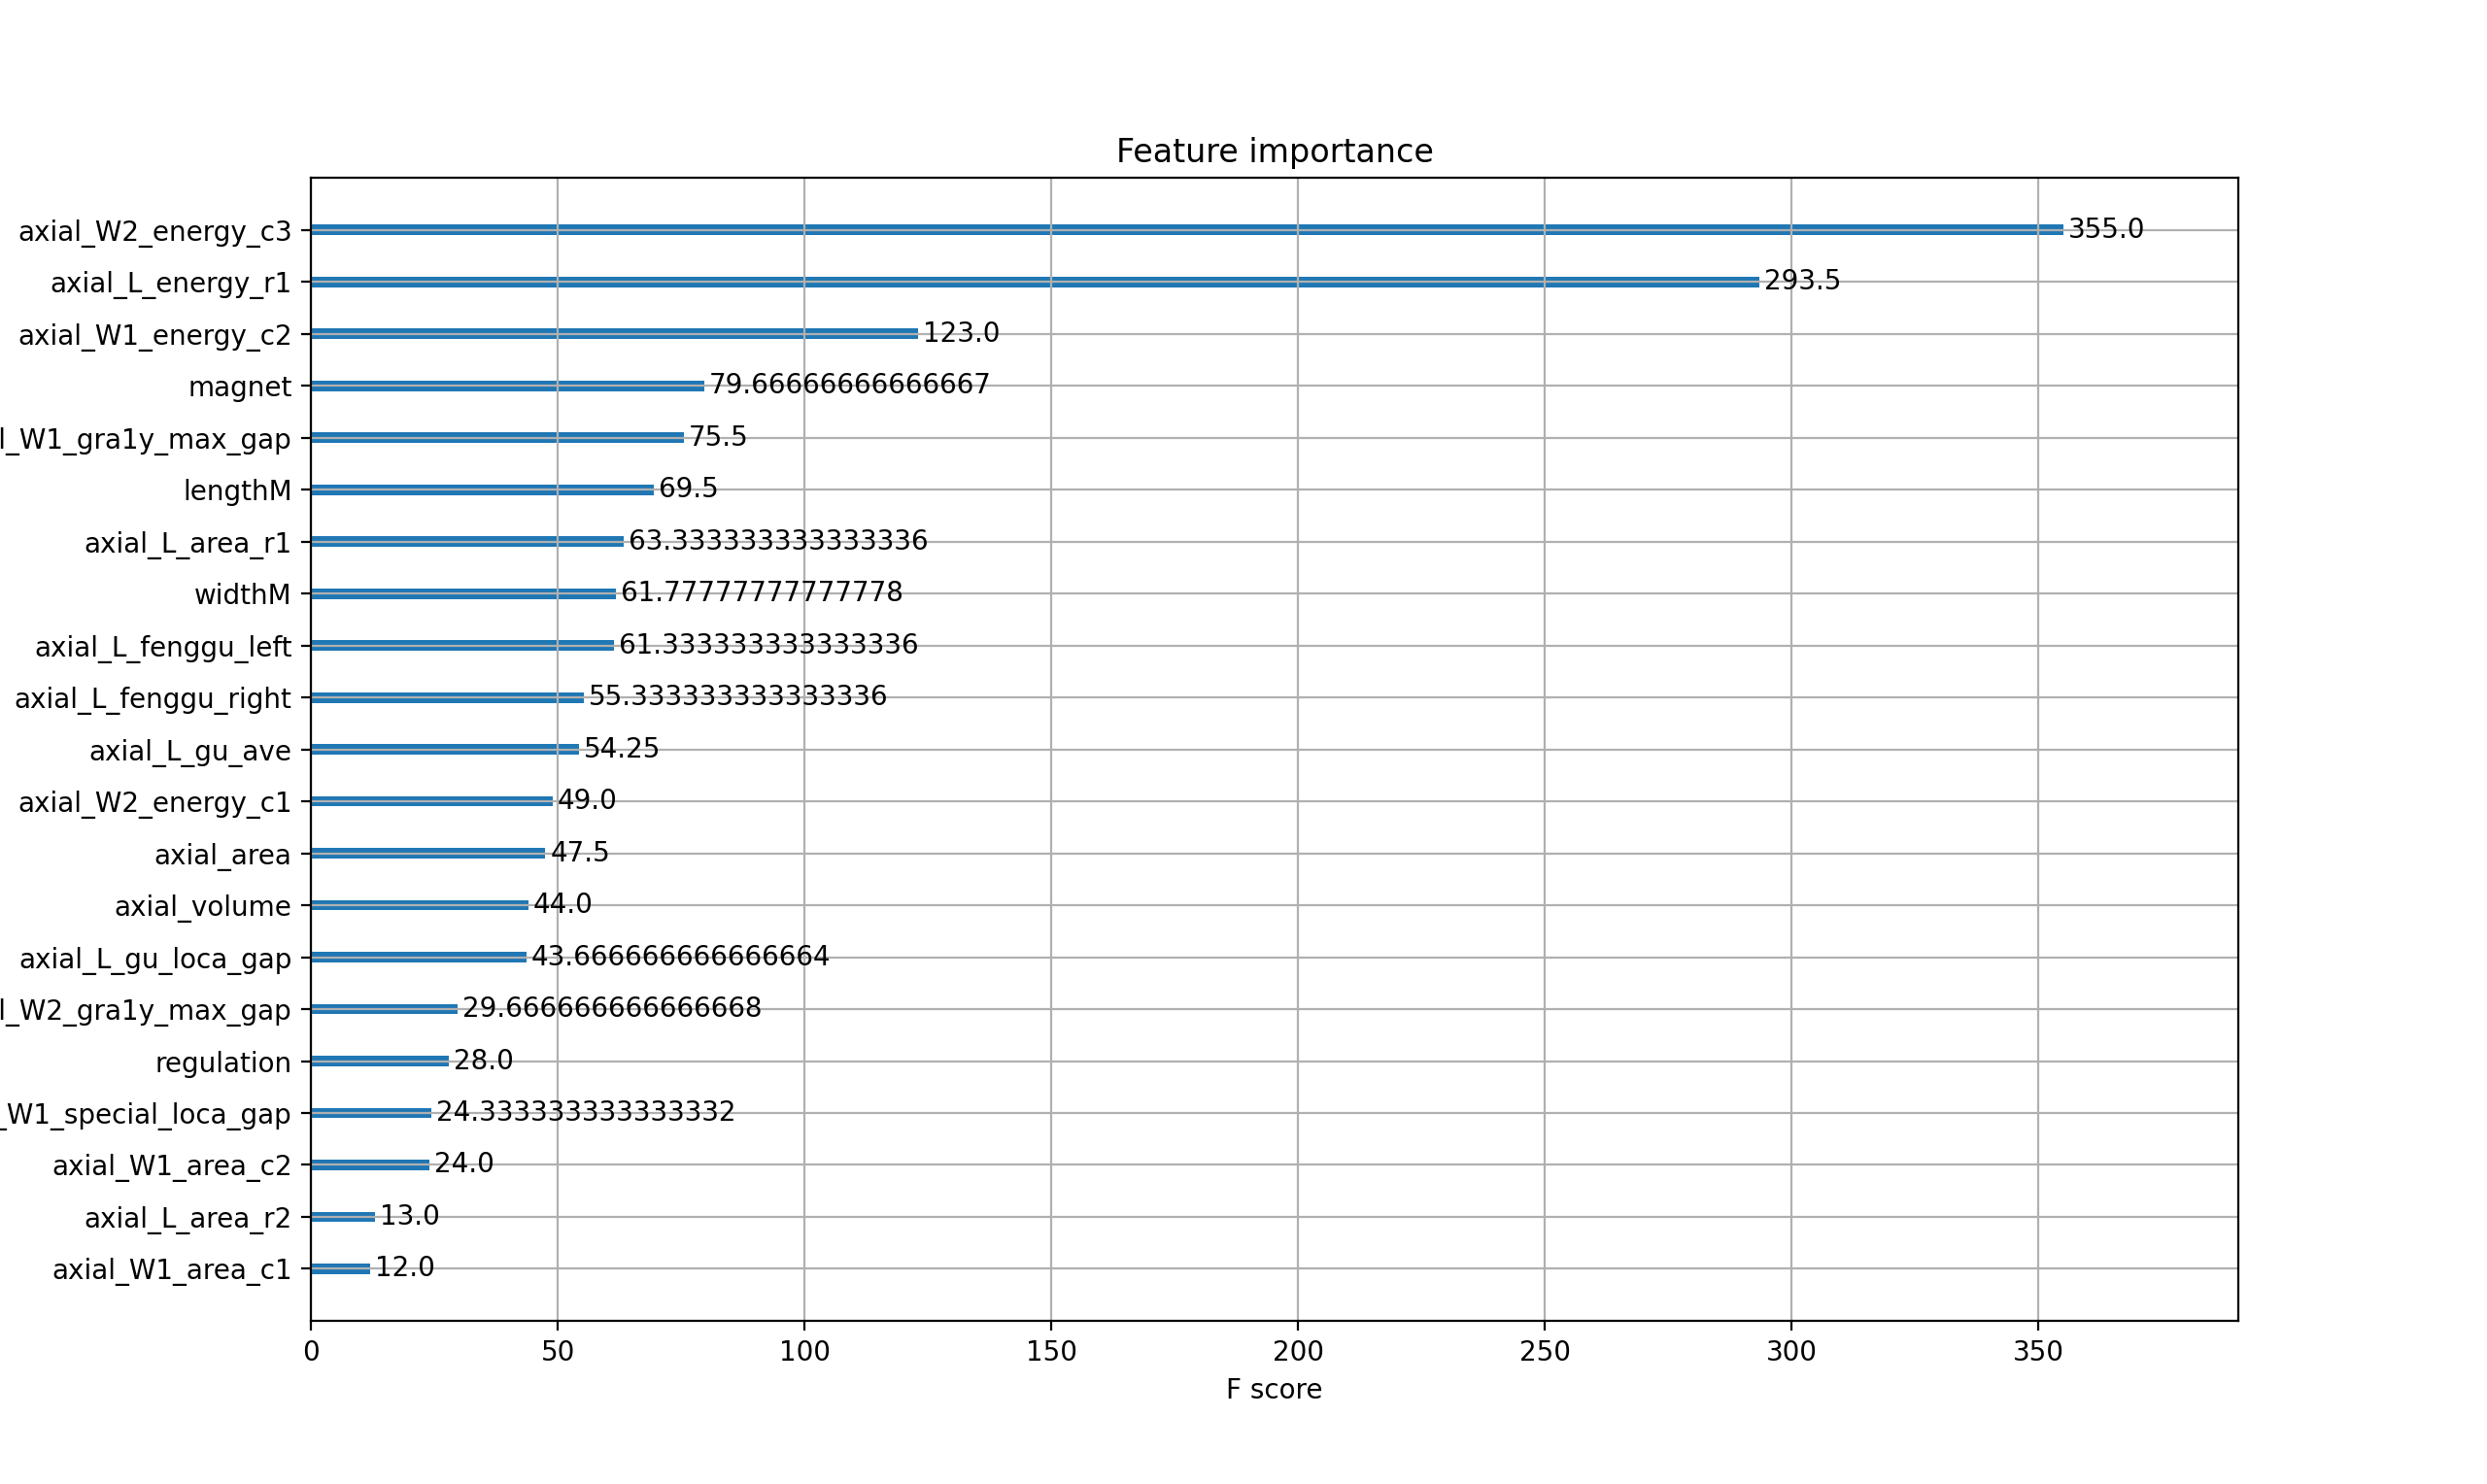 Feature importance
axial_W2_energy_c3 355.0
axial_L_energy_r1 293.5
axial_W1_energy_c2 123.0
magnet 79.66666666666667
l_W1_gra1y_max_gap 75.5
lengthM 69.5
axial_L_area_r1 63.333333333333336
widthM 61.77777777777778
axial_L_fenggu_left 61.333333333333336
axial_L_fenggu_right 55.333333333333336
axial_L_gu_ave 54.25
axial_W2_energy_c1 49.0
axial_area 47.5
axial_volume 44.0
axial_L_gu_loca_gap 43.666666666666664
l_W2_gra1y_max_gap 29.666666666666668
regulation 28.0
_W1_special_loca_gap 24.333333333333332
axial_W1_area_c2 24.0
axial_L_area_r2 13.0
axial_W1_area_c1 12.0
0 50 100 150 200 250 300 350
F score